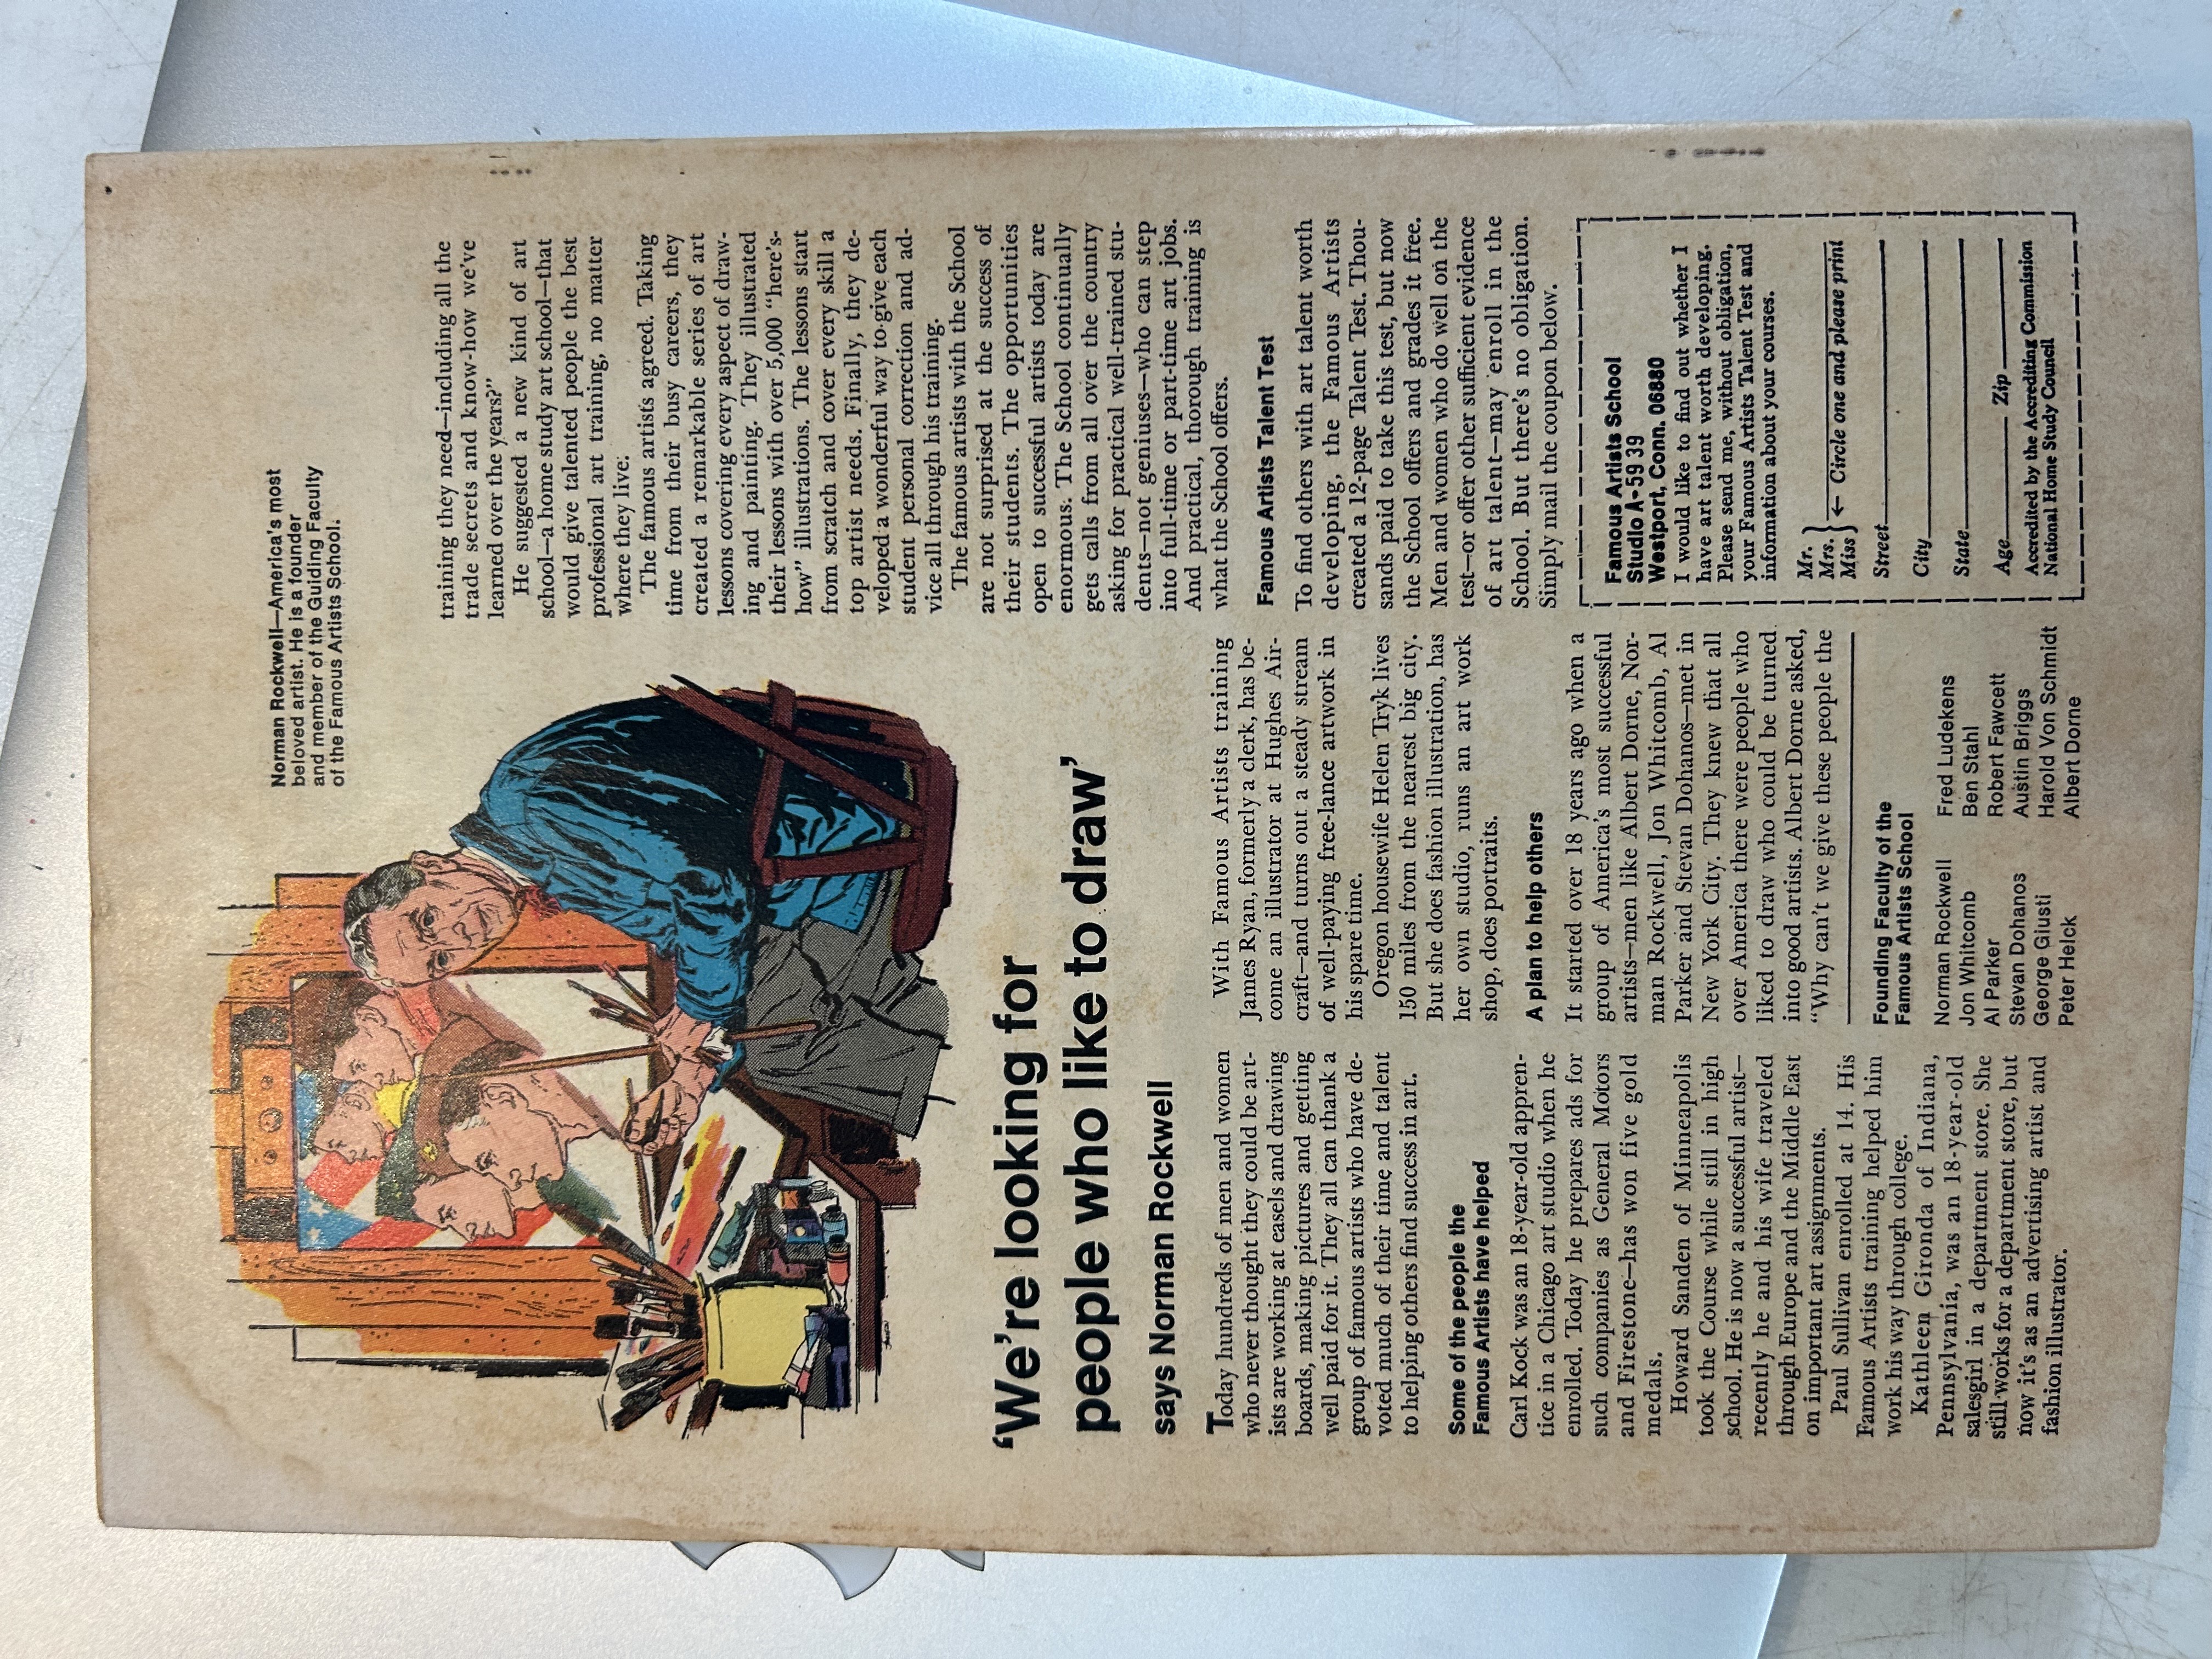 Norman Rockwell—America's most
beloved artist. He is a founder
and member of the Guiding Faculty
of the Famous Artists School.
'We're looking for
people who like to draw'
says Norman Rockwell
Today hundreds of men and women
who never thought they could be art-
ists are working at easels and drawing
boards, making pictures and getting
well paid for it. They all can thank a
group of famous artists who have de-
voted much of their time and talent
to helping others find success in art.
Some of the people the
Famous Artists have helped
Carl Kock was an 18-year-old appren-
tice in a Chicago art studio when he
enrolled. Today he prepares ads for
such companies as General Motors
and Firestone—has won five gold
medals.
Howard Sanden of Minneapolis
took the Course while still in high
school. He is now a successful artist—
recently he and his wife traveled
through Europe and the Middle East
on important art assignments.
Paul Sullivan enrolled at 14. His
Famous Artists training helped him
work his way through college.
Kathleen Gironda of Indiana,
Pennsylvania, was an 18-year-old
salesgirl in a department store. She
still works for a department store, but
now it's as an advertising artist and
fashion illustrator.
With Famous Artists training
James Ryan, formerly a clerk, has be-
come an illustrator at Hughes Air-
craft—and turns out a steady stream
of well-paying free-lance artwork in
his spare time.
Oregon housewife Helen Tryk lives
150 miles from the nearest big city.
But she does fashion illustration, has
her own studio, runs an art work
shop, does portraits.
A plan to help others
It started over 18 years ago when a
group of America's most successful
artists—men like Albert Dorne, Nor-
man Rockwell, Jon Whitcomb, Al
Parker and Stevan Dohanos—met in
New York City. They knew that all
over America there were people who
liked to draw who could be turned
into good artists. Albert Dorne asked,
"Why can't we give these people the
Founding Faculty of the
Famous Artists School
Norman Rockwell
Jon Whitcomb
Al Parker
Stevan Dohanos
George Giusti
Peter Helck
Fred Ludekens
Ben Stahl
Robert Fawcett
Austin Briggs
Harold Von Schmidt
Albert Dorne
training they need—including all the
trade secrets and know-how we've
learned over the years?"
He suggested a new kind of art
school—a home study art school—that
would give talented people the best
professional art training, no matter
where they live.
The famous artists agreed. Taking
time from their busy careers, they
created a remarkable series of art
lessons covering every aspect of draw-
ing and painting. They illustrated
their lessons with over 5,000 "here's-
how" illustrations. The lessons start
from scratch and cover every skill a
top artist needs. Finally, they de-
veloped a wonderful way to give each
student personal correction and ad-
vice all through his training.
The famous artists with the School
are not surprised at the success of
their students. The opportunities
open to successful artists today are
enormous. The School continually
gets calls from all over the country
asking for practical well-trained stu-
dents—not geniuses—who can step
into full-time or part-time art jobs.
And practical, thorough training is
what the School offers.
Famous Artists Talent Test
To find others with art talent worth
developing, the Famous Artists
created a 12-page Talent Test. Thou-
sands paid to take this test, but now
the School offers and grades it free.
Men and women who do well on the
test—or offer other sufficient evidence
of art talent—may enroll in the
School. But there's no obligation.
Simply mail the coupon below.
Famous Artists School
Studio A-59 39
Westport, Conn. 06880
I would like to find out whether I
have art talent worth developing.
Please send me, without obligation,
your Famous Artists Talent Test and
information about your courses.
Mr.
Mrs.
Miss ← Circle one and please print
Street
City
State
Age Zip
Accredited by the Accrediting Commission
National Home Study Council